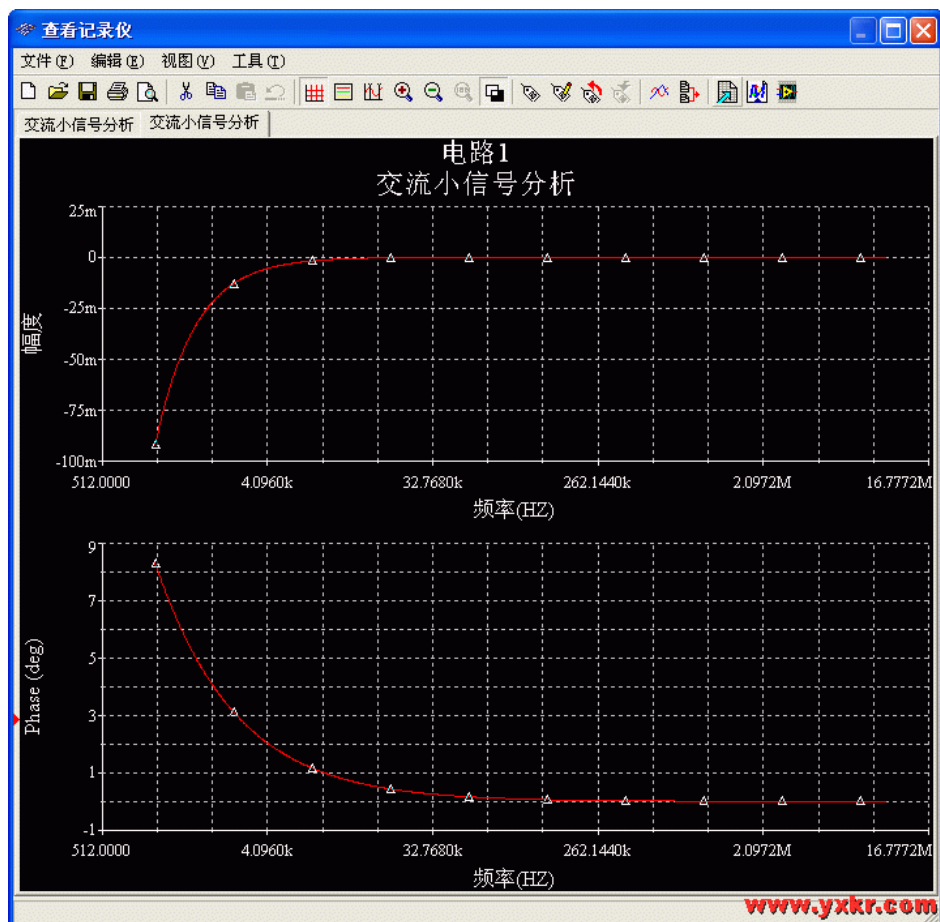 查看记录仪
文件(F) 编辑(E) 视图(V) 工具(T)
交流小信号分析 交流小信号分析
电路1
交流小信号分析
25m
0
-25m
-50m
-75m
-100m
幅度
512.0000 4.0960k 32.7680k 262.1440k 2.0972M 16.7772M
频率(HZ)
9
7
5
3
1
-1
Phase (deg)
512.0000 4.0960k 32.7680k 262.1440k 2.0972M 16.7772M
频率(HZ)
www.yxkr.com